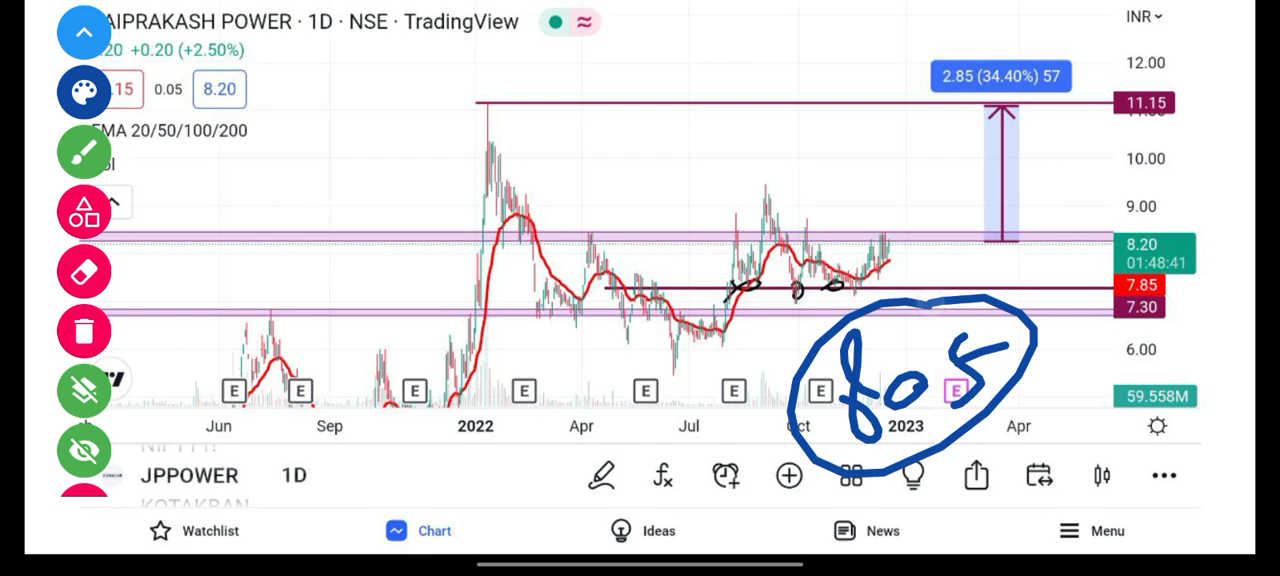 AIPRAKASH POWER · 1D · NSE · TradingView
INR
.20 +0.20 (+2.50%)
.15 0.05 8.20
EMA 20/50/100/200
2.85 (34.40%) 57
12.00
11.15
10.00
9.00
8.20
01:48:41
7.85
7.30
6.00
59.558M
805
E E E E E E E E
Jun Sep 2022 Apr Jul Oct 2023 Apr
JPPOWER 1D
KOTAKBAN
Watchlist Chart Ideas News Menu